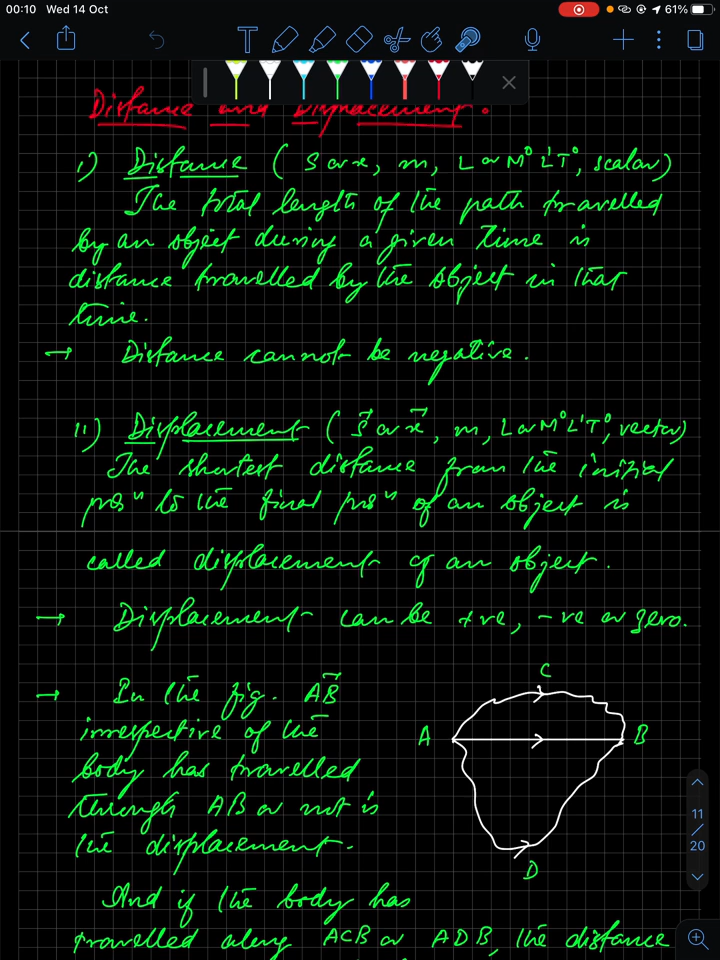 00:10 Wed 14 Oct
61%
T
Distance and Displacement.
i) Distance ( S or x, m, L or M⁰L¹T⁰, scalar)
The total length of the path travelled
by an object during a given time is
distance travelled by the object in that
time.
→ Distance cannot be negative.
ii) Displacement ( S⃗ or x⃗, m, L or M⁰L¹T⁰, vector)
The shortest distance from the initial
posⁿ to the final posⁿ of an object is
called displacement of an object.
→ Displacement can be +ve, -ve or zero.
→ In the fig. A⃗B⃗
irrespective of the
body has travelled
through AB or not is
the displacement.
And if the body has
travelled along ACB or ADB, the distance
C
A
B
D
11
/
20